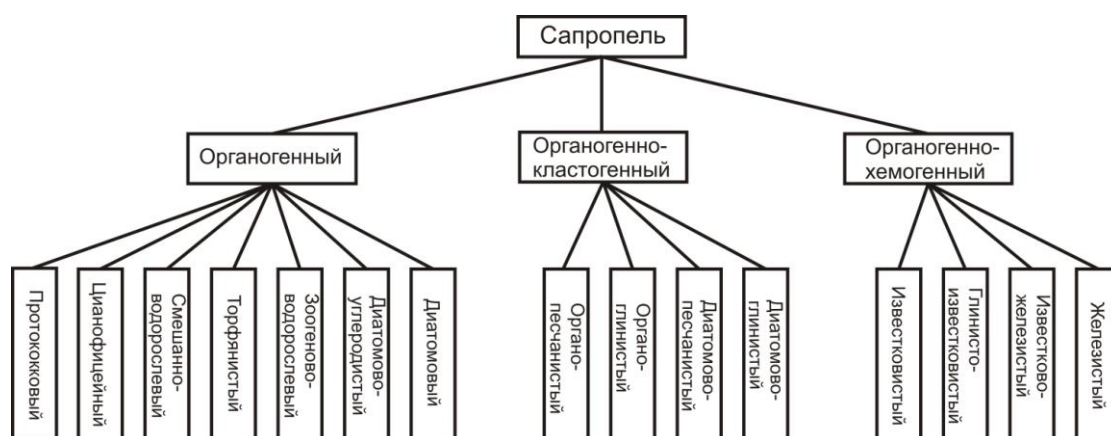 Сапропель
Органогенный
Органогенно-
кластогенный
Органогенно-
хемогенный
Протококковый
Цианофицейный
Смешанно-
водорослевый
Торфянистый
Зоогеново-
водорослевый
Диатомово-
углеродистый
Диатомовый
Органо-
песчанистый
Органо-
глинистый
Диатомово-
песчанистый
Диатомово-
глинистый
Известковистый
Глинисто-
известковистый
Известково-
железистый
Железистый